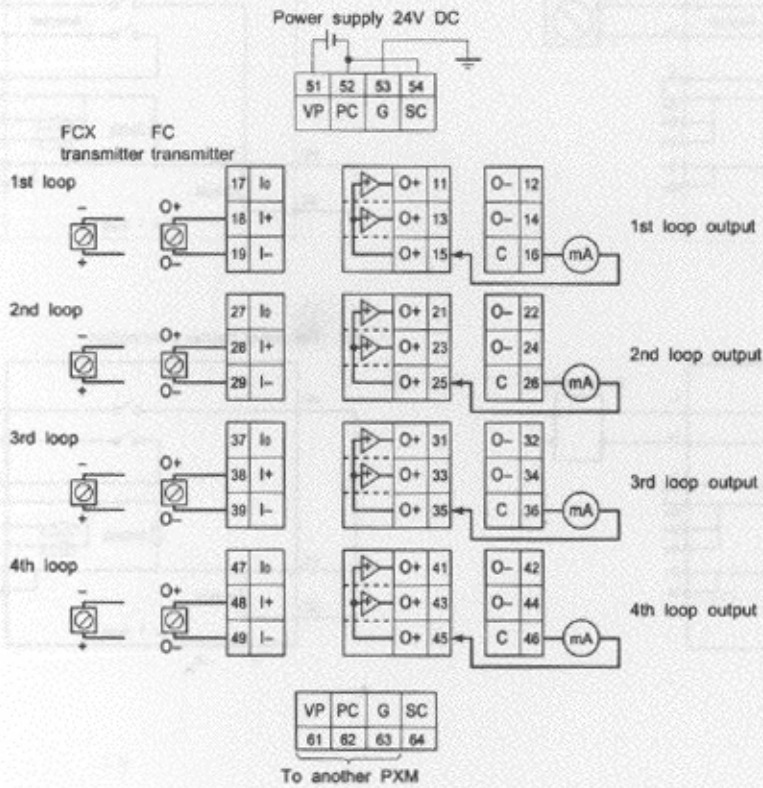 Power supply 24V DC
51 52 53 54
VP PC G SC
FCX transmitter
FC transmitter
1st loop
- O+ 17 I0 O+ 11 O- 12
18 I+ O+ 13 O- 14
+ O- 19 I- O+ 15 C 16 mA
1st loop output
2nd loop
- O+ 27 I0 O+ 21 O- 22
28 I+ O+ 23 O- 24
+ O- 29 I- O+ 25 C 26 mA
2nd loop output
3rd loop
- O+ 37 I0 O+ 31 O- 32
38 I+ O+ 33 O- 34
+ O- 39 I- O+ 35 C 36 mA
3rd loop output
4th loop
- O+ 47 I0 O+ 41 O- 42
48 I+ O+ 43 O- 44
+ O- 49 I- O+ 45 C 46 mA
4th loop output
VP PC G SC
61 62 63 64
To another PXM